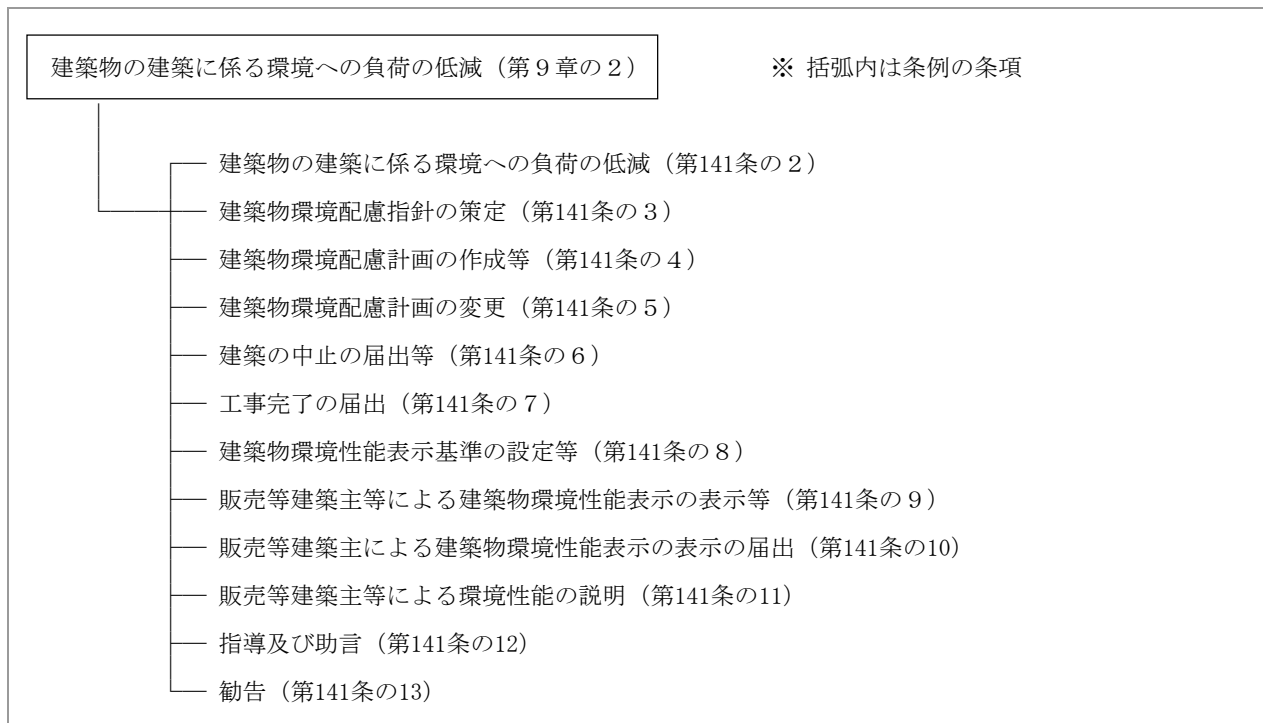 建築物の建築に係る環境への負荷の低減（第９章の２） ※ 括弧内は条例の条項
建築物の建築に係る環境への負荷の低減（第141条の２）
建築物環境配慮指針の策定（第141条の３）
建築物環境配慮計画の作成等（第141条の４）
建築物環境配慮計画の変更（第141条の５）
建築の中止の届出等（第141条の６）
工事完了の届出（第141条の７）
建築物環境性能表示基準の設定等（第141条の８）
販売等建築主等による建築物環境性能表示の表示等（第141条の９）
販売等建築主による建築物環境性能表示の表示の届出（第141条の10）
販売等建築主等による環境性能の説明（第141条の11）
指導及び助言（第141条の12）
勧告（第141条の13）